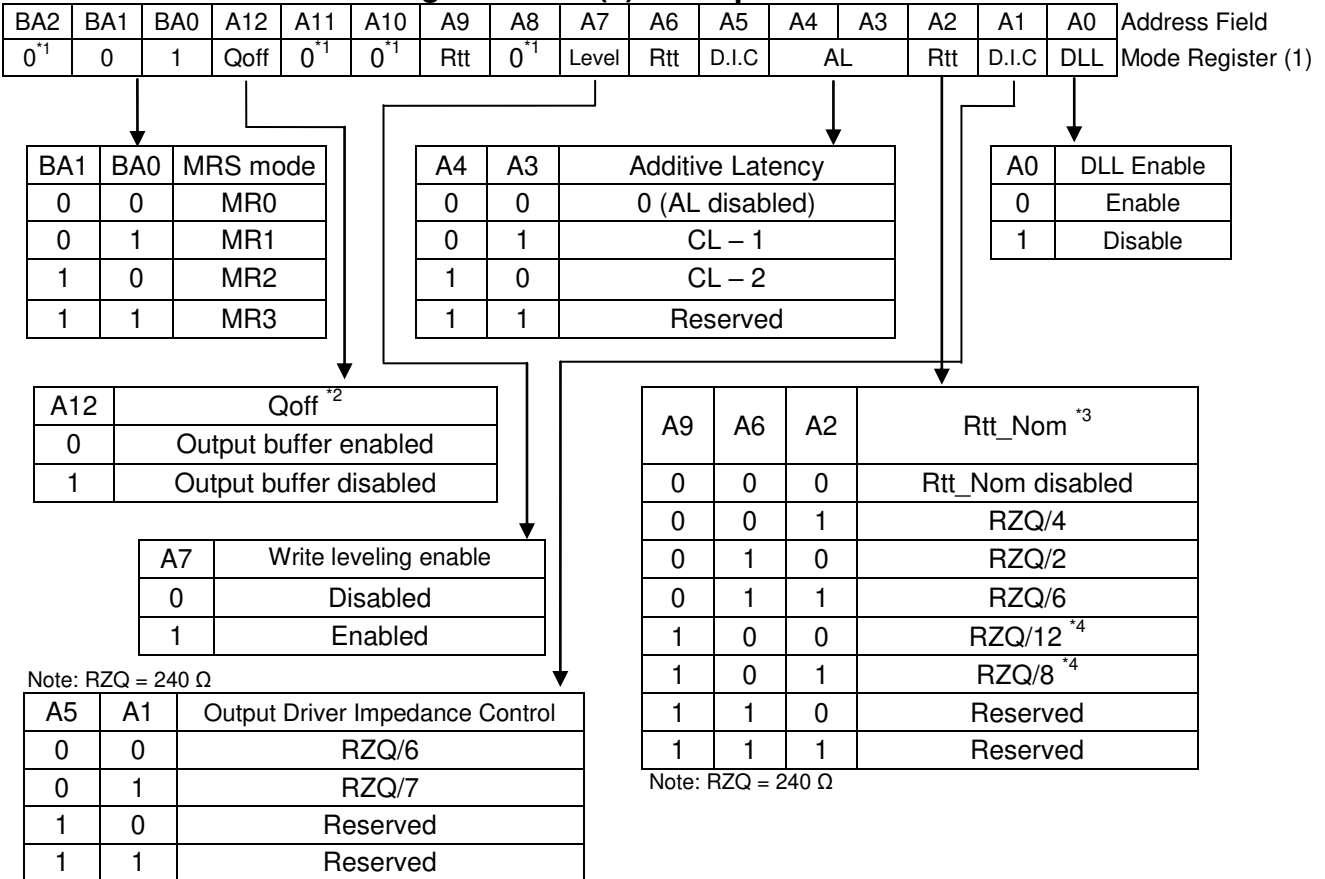 BA2 BA1 BA0 A12 A11 A10 A9 A8 A7 A6 A5 A4 A3 A2 A1 A0 Address Field
0*1 0 1 Qoff 0*1 0*1 Rtt 0*1 Level Rtt D.I.C AL Rtt D.I.C DLL Mode Register (1)
BA1 BA0 MRS mode
0 0 MR0
0 1 MR1
1 0 MR2
1 1 MR3
A4 A3 Additive Latency
0 0 0 (AL disabled)
0 1 CL – 1
1 0 CL – 2
1 1 Reserved
A0 DLL Enable
0 Enable
1 Disable
A12 Qoff *2
0 Output buffer enabled
1 Output buffer disabled
A7 Write leveling enable
0 Disabled
1 Enabled
Note: RZQ = 240 Ω
A5 A1 Output Driver Impedance Control
0 0 RZQ/6
0 1 RZQ/7
1 0 Reserved
1 1 Reserved
A9 A6 A2 Rtt_Nom *3
0 0 0 Rtt_Nom disabled
0 0 1 RZQ/4
0 1 0 RZQ/2
0 1 1 RZQ/6
1 0 0 RZQ/12 *4
1 0 1 RZQ/8 *4
1 1 0 Reserved
1 1 1 Reserved
Note: RZQ = 240 Ω